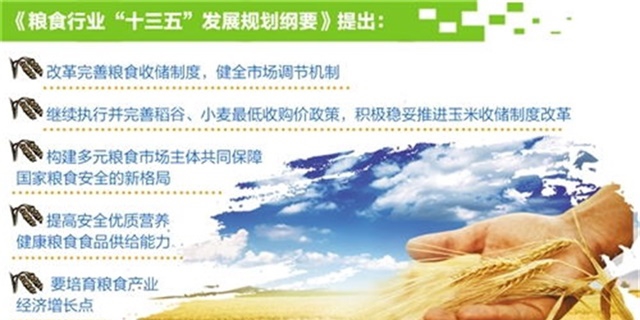 《粮食行业“十三五”发展规划纲要》提出：
改革完善粮食收储制度，健全市场调节机制
继续执行并完善稻谷、小麦最低收购价政策，积极稳妥推进玉米收储制度改革
构建多元粮食市场主体共同保障
国家粮食安全的新格局
提高安全优质营养
健康粮食食品供给能力
要培育粮食产业
经济增长点